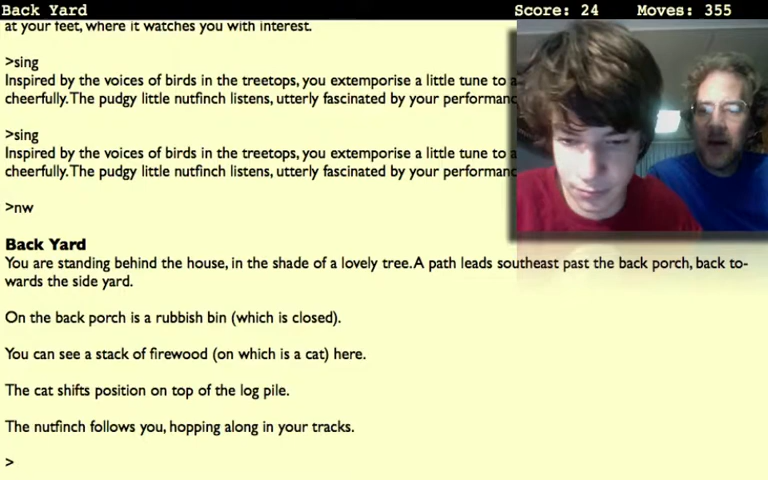 Back Yard Score: 24 Moves: 355
at your feet, where it watches you with interest.
>sing
Inspired by the voices of birds in the treetops, you extemporise a little tune to a
cheerfully. The pudgy little nutfinch listens, utterly fascinated by your performanc
>sing
Inspired by the voices of birds in the treetops, you extemporise a little tune to a
cheerfully. The pudgy little nutfinch listens, utterly fascinated by your performanc
>nw
Back Yard
You are standing behind the house, in the shade of a lovely tree. A path leads southeast past the back porch, back to-
wards the side yard.
On the back porch is a rubbish bin (which is closed).
You can see a stack of firewood (on which is a cat) here.
The cat shifts position on top of the log pile.
The nutfinch follows you, hopping along in your tracks.
>